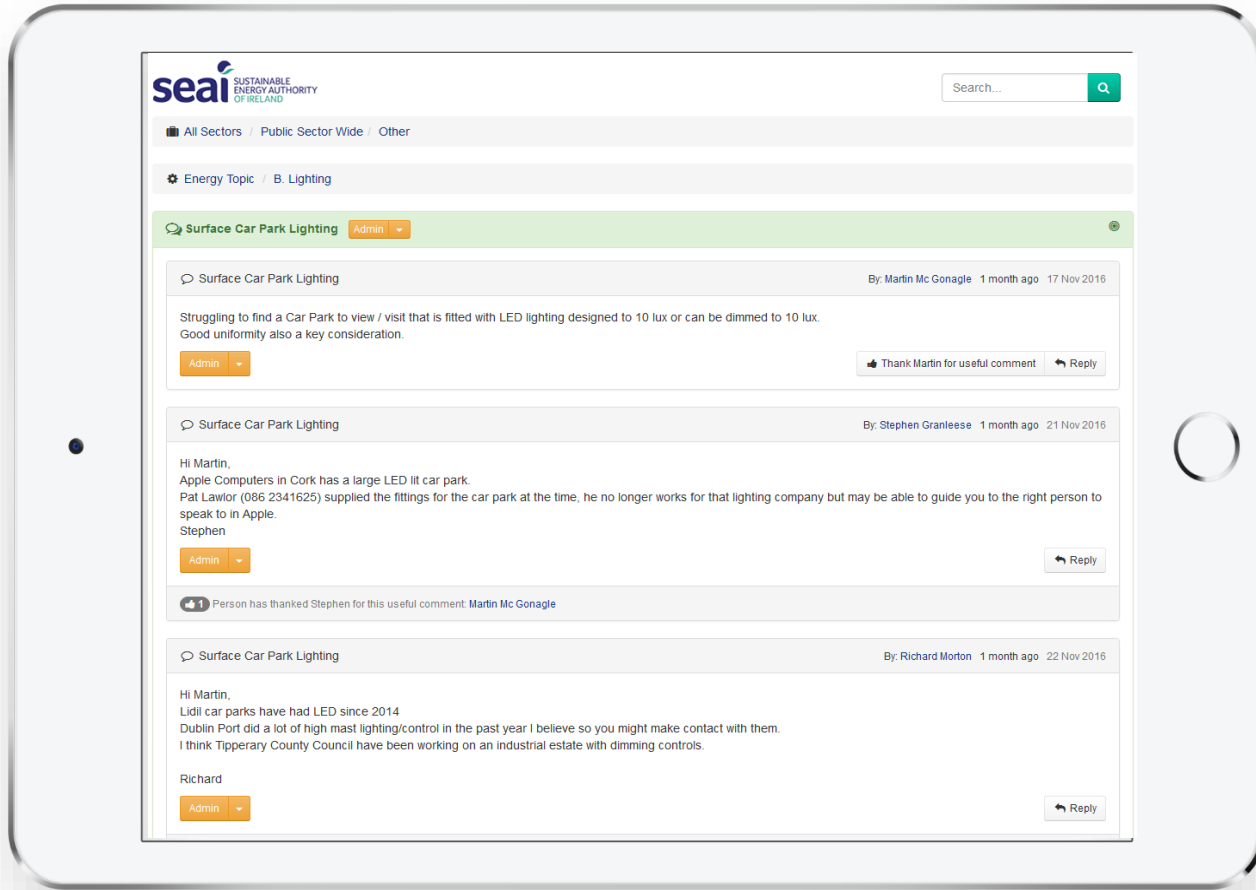 seai SUSTAINABLE
ENERGY AUTHORITY
OF IRELAND
Search...
All Sectors / Public Sector Wide / Other
Energy Topic / B. Lighting
Surface Car Park Lighting Admin
Surface Car Park Lighting By: Martin Mc Gonagle 1 month ago 17 Nov 2016
Struggling to find a Car Park to view / visit that is fitted with LED lighting designed to 10 lux or can be dimmed to 10 lux.
Good uniformity also a key consideration.
Admin Thank Martin for useful comment Reply
Surface Car Park Lighting By: Stephen Granleese 1 month ago 21 Nov 2016
Hi Martin,
Apple Computers in Cork has a large LED lit car park.
Pat Lawlor (086 2341625) supplied the fittings for the car park at the time, he no longer works for that lighting company but may be able to guide you to the right person to
speak to in Apple.
Stephen
Admin Reply
1 Person has thanked Stephen for this useful comment: Martin Mc Gonagle
Surface Car Park Lighting By: Richard Morton 1 month ago 22 Nov 2016
Hi Martin,
Lidil car parks have had LED since 2014
Dublin Port did a lot of high mast lighting/control in the past year I believe so you might make contact with them.
I think Tipperary County Council have been working on an industrial estate with dimming controls.
Richard
Admin Reply